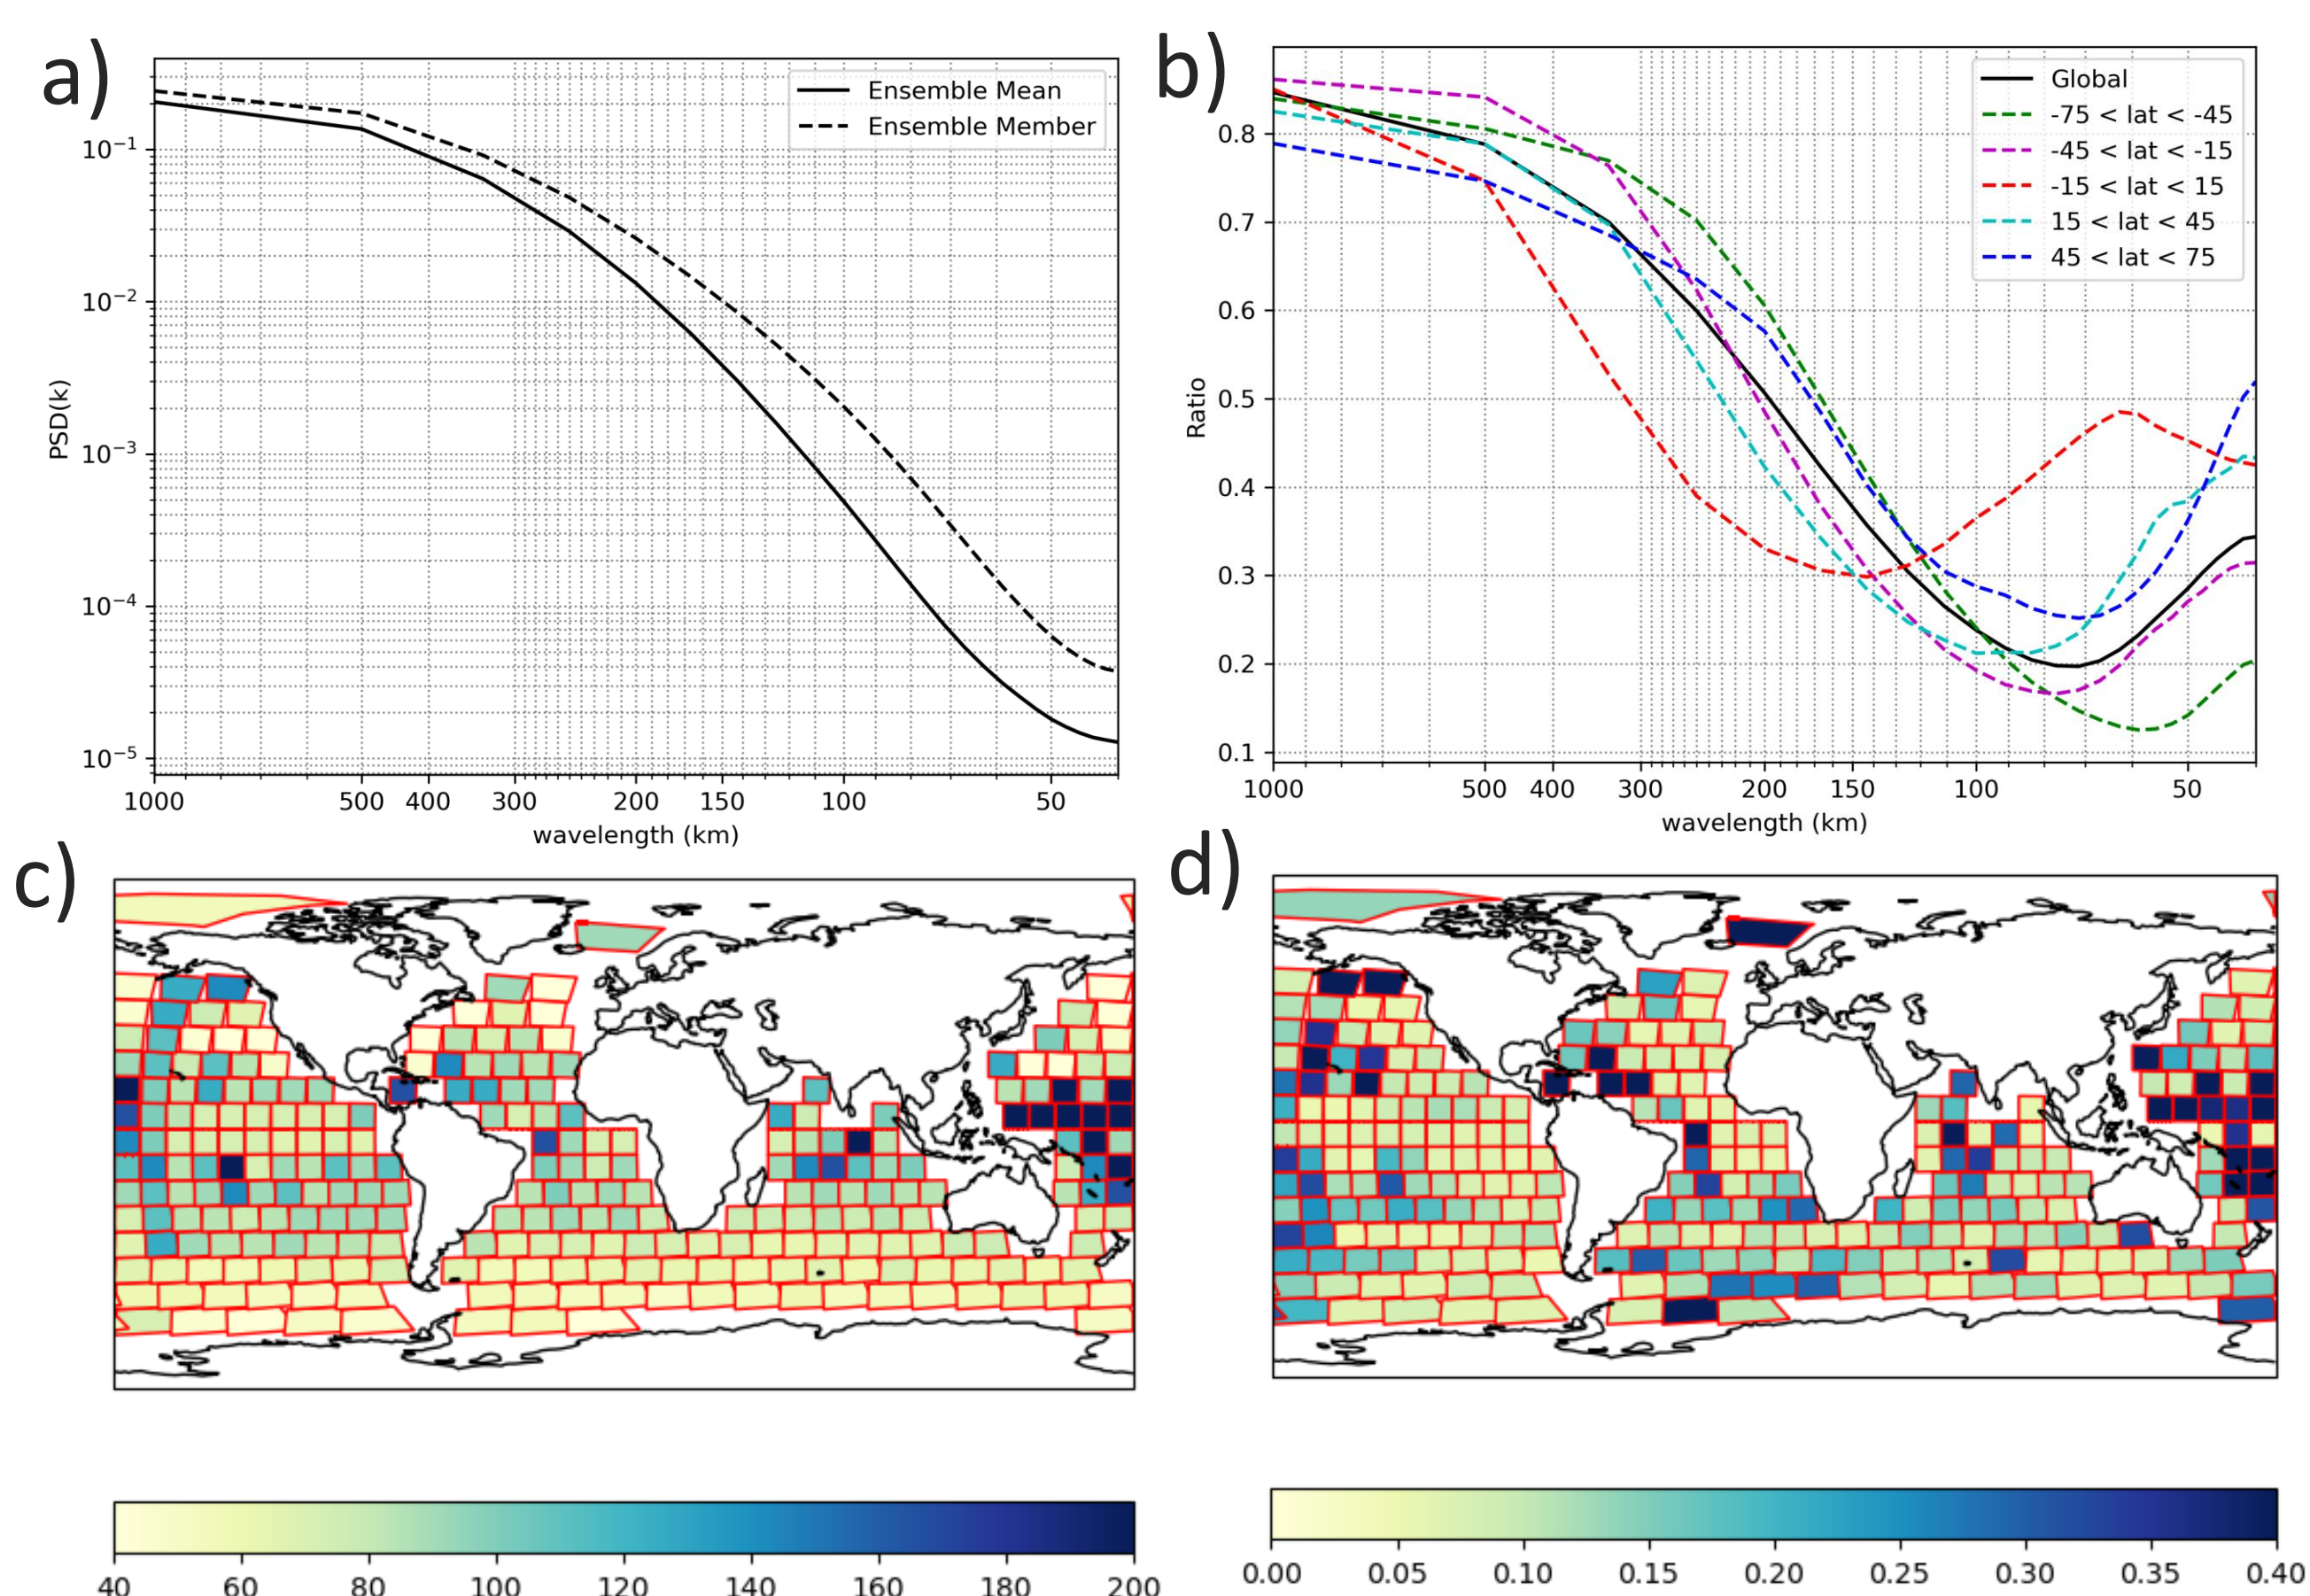 a)
Ensemble Mean
Ensemble Member
10−1
10−2
10−3
10−4
10−5
PSD(k)
1000 500 400 300 200 150 100 50
wavelength (km)
b)
Global
-75 < lat < -45
-45 < lat < -15
-15 < lat < 15
15 < lat < 45
45 < lat < 75
0.8
0.7
0.6
0.5
0.4
0.3
0.2
0.1
Ratio
1000 500 400 300 200 150 100 50
wavelength (km)
c)
40 60 80 100 120 140 160 180 200
d)
0.00 0.05 0.10 0.15 0.20 0.25 0.30 0.35 0.40